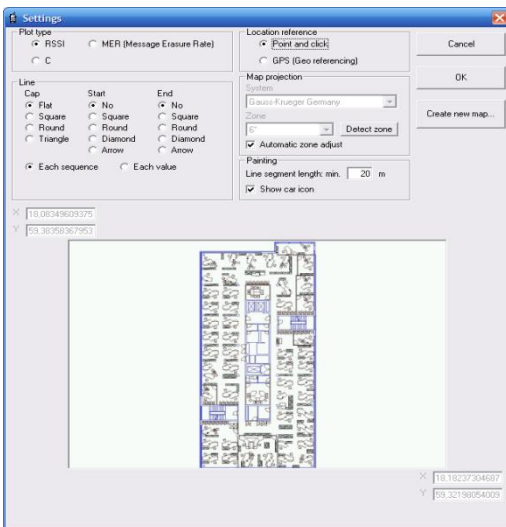 Settings
Plot type
RSSI
MER (Message Erasure Rate)
C
Line
Cap
Start
End
Flat
No
No
Square
Square
Square
Round
Round
Round
Triangle
Diamond
Diamond
Arrow
Arrow
Each sequence
Each value
Location reference
Point and click
GPS (Geo referencing)
Map projection
System
Gauss-Krueger Germany
Zone
6°
Detect zone
Automatic zone adjust
Painting
Line segment length: min. 20 m
Show car icon
Cancel
OK
Create new map...
X 18,08349609375
Y 59,38358367953
X 18,18237304687
Y 59,32198054009